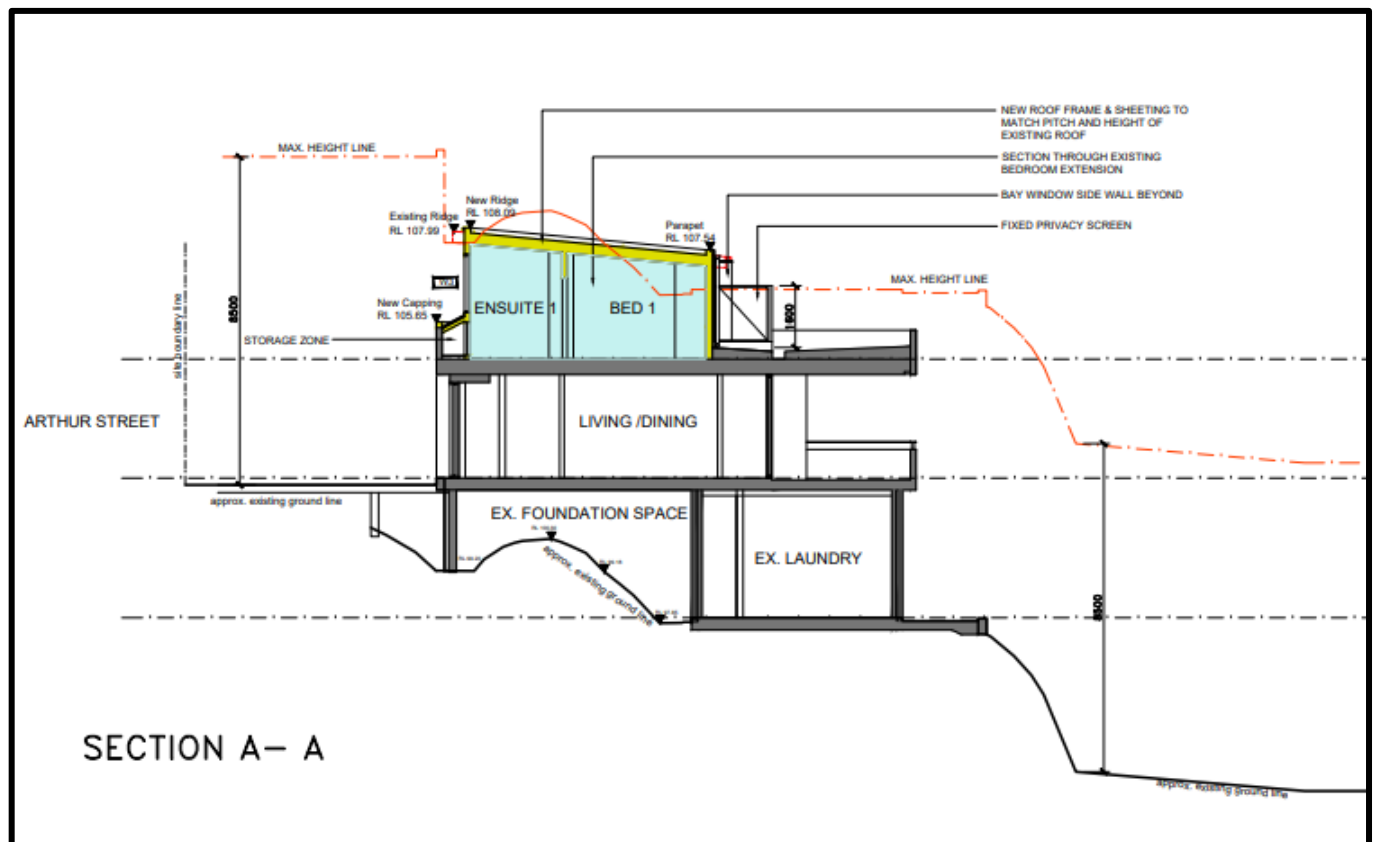 NEW ROOF FRAME & SHEETING TO
MATCH PITCH AND HEIGHT OF
EXISTING ROOF
MAX. HEIGHT LINE
SECTION THROUGH EXISTING
BEDROOM EXTENSION
BAY WINDOW SIDE WALL BEYOND
New Ridge
RL 108.09
Existing Ridge
RL 107.99
Parapet
RL 107.54
FIXED PRIVACY SCREEN
MAX. HEIGHT LINE
8500
New Capping
RL 105.65
ENSUITE 1
BED 1
STORAGE ZONE
site boundary line
ARTHUR STREET
LIVING /DINING
approx. existing ground line
EX. FOUNDATION SPACE
approx. existing ground line
EX. LAUNDRY
8500
SECTION A- A
approx. existing ground line